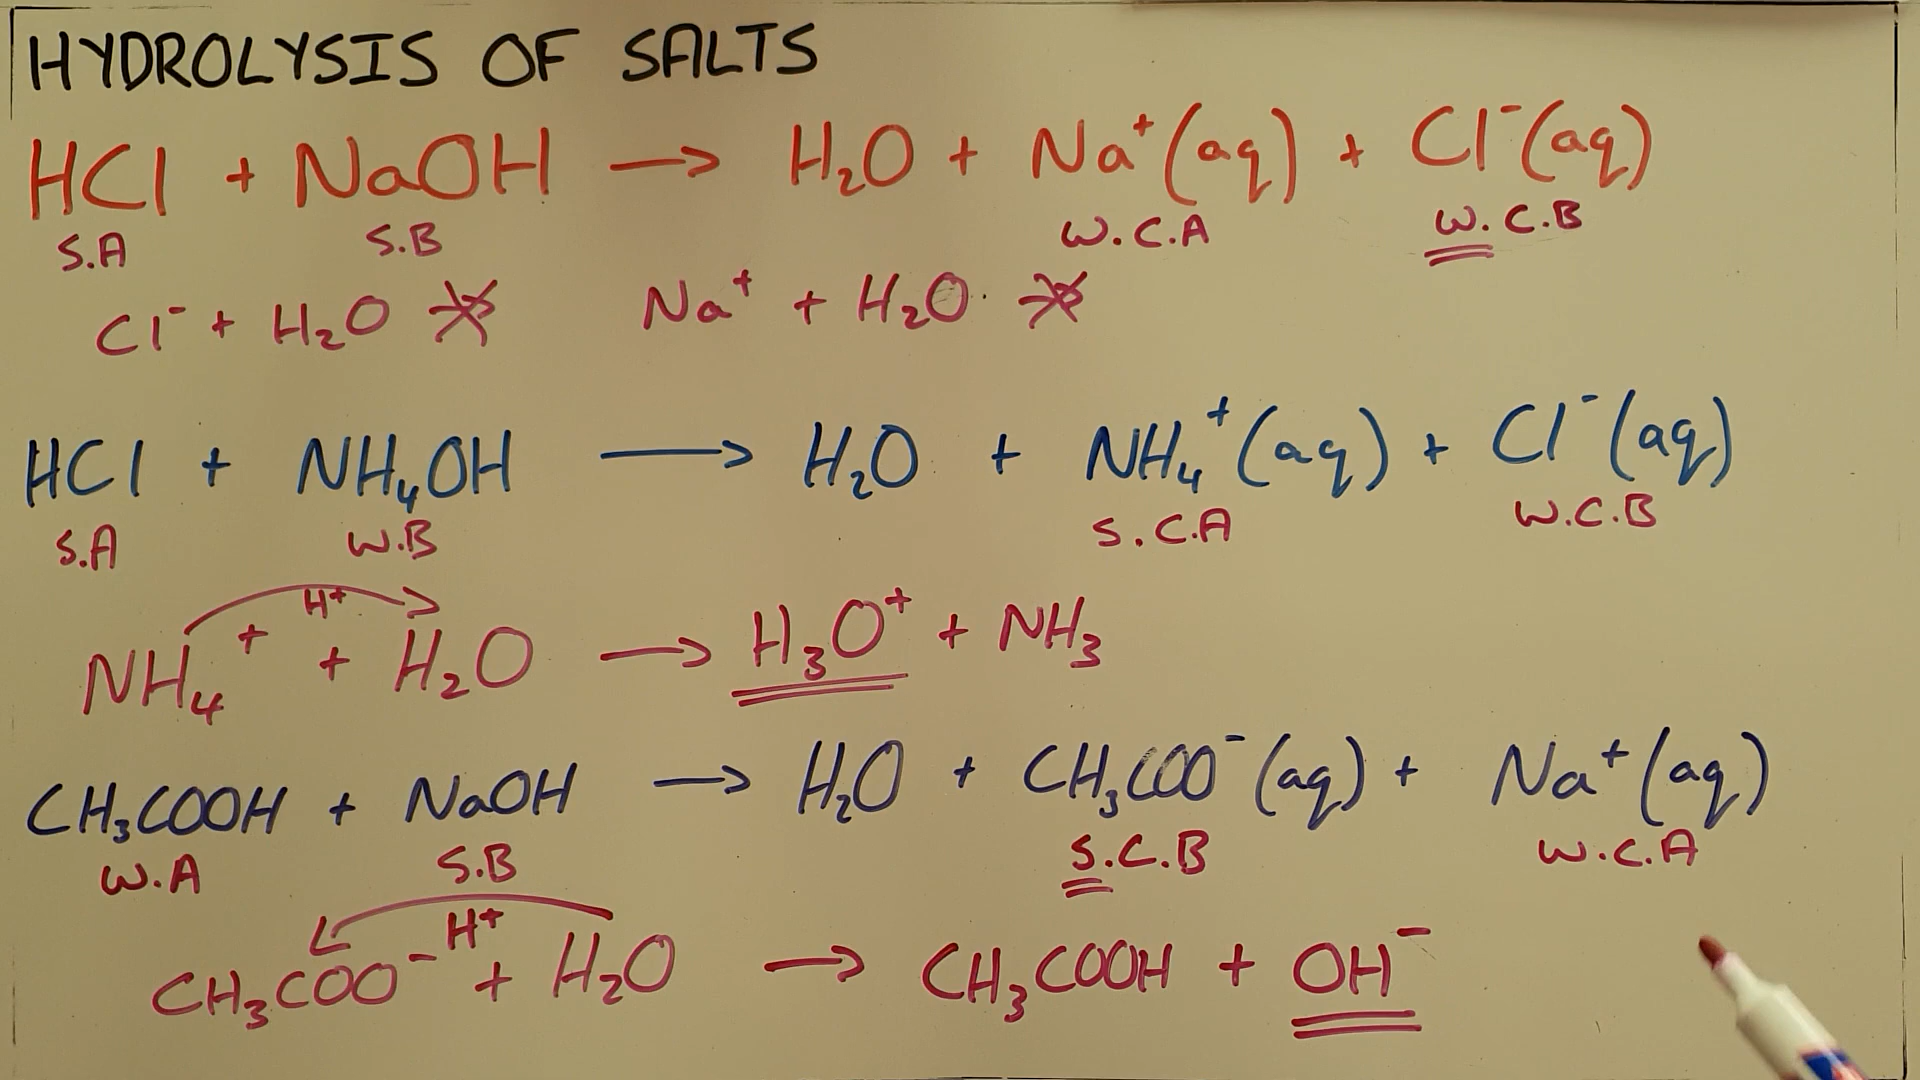 HYDROLYSIS OF SALTS
HCl + NaOH → H₂O + Na⁺(aq) + Cl⁻(aq)
S.A S.B W.C.A W.C.B
Cl⁻ + H₂O Na⁺ + H₂O
HCl + NH₄OH → H₂O + NH₄⁺(aq) + Cl⁻(aq)
S.A W.B S.C.A W.C.B
H⁺
NH₄⁺ + H₂O → H₃O⁺ + NH₃
CH₃COOH + NaOH → H₂O + CH₃COO⁻(aq) + Na⁺(aq)
W.A S.B S.C.B W.C.A
H⁺
CH₃COO⁻ + H₂O → CH₃COOH + OH⁻